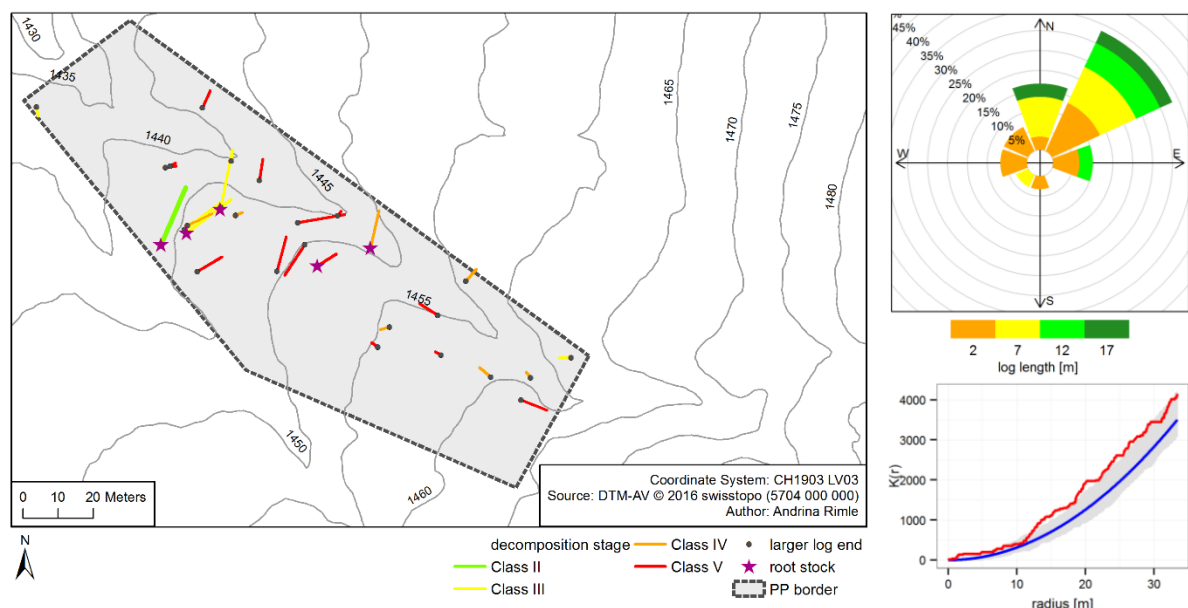 1430
1435
1440
1445
1455
1450
1460
1465
1470
1475
1480
0 10 20 Meters
Coordinate System: CH1903 LV03
Source: DTM-AV © 2016 swisstopo (5704 000 000)
Author: Andrina Rimle
N
decomposition stage
Class II
Class III
Class IV
Class V
larger log end
root stock
PP border
45%
40%
35%
30%
25%
20%
15%
10%
5%
N
W
E
S
2 7 12 17
log length [m]
K(r)
4000
3000
2000
1000
0
0 10 20 30
radius [m]